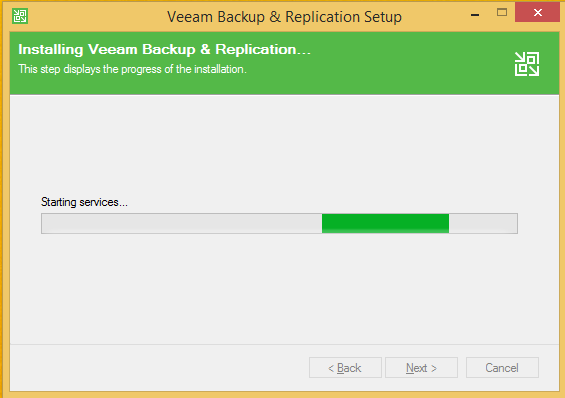 Veeam Backup & Replication Setup
Installing Veeam Backup & Replication...
This step displays the progress of the installation.
Starting services...
< Back Next > Cancel